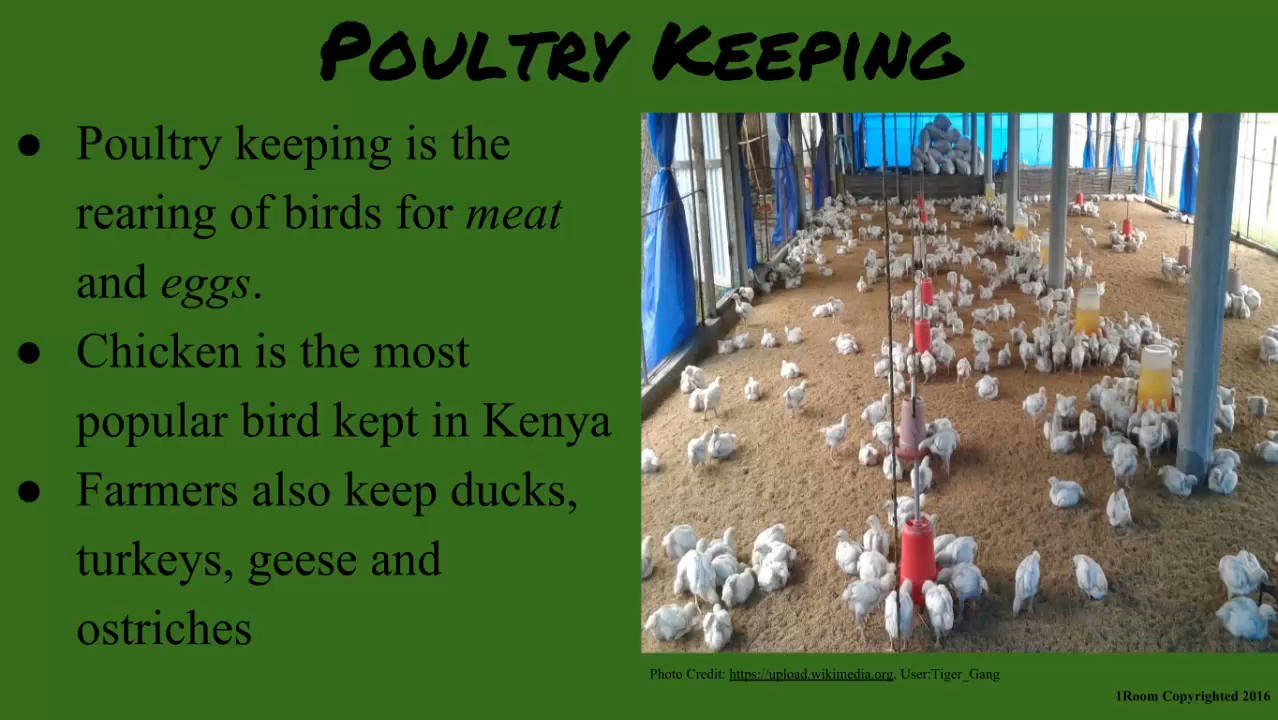 Poultry Keeping
● Poultry keeping is the
rearing of birds for meat
and eggs.
● Chicken is the most
popular bird kept in Kenya
● Farmers also keep ducks,
turkeys, geese and
ostriches
Photo Credit: https://upload.wikimedia.org, User:Tiger_Gang
1Room Copyrighted 2016